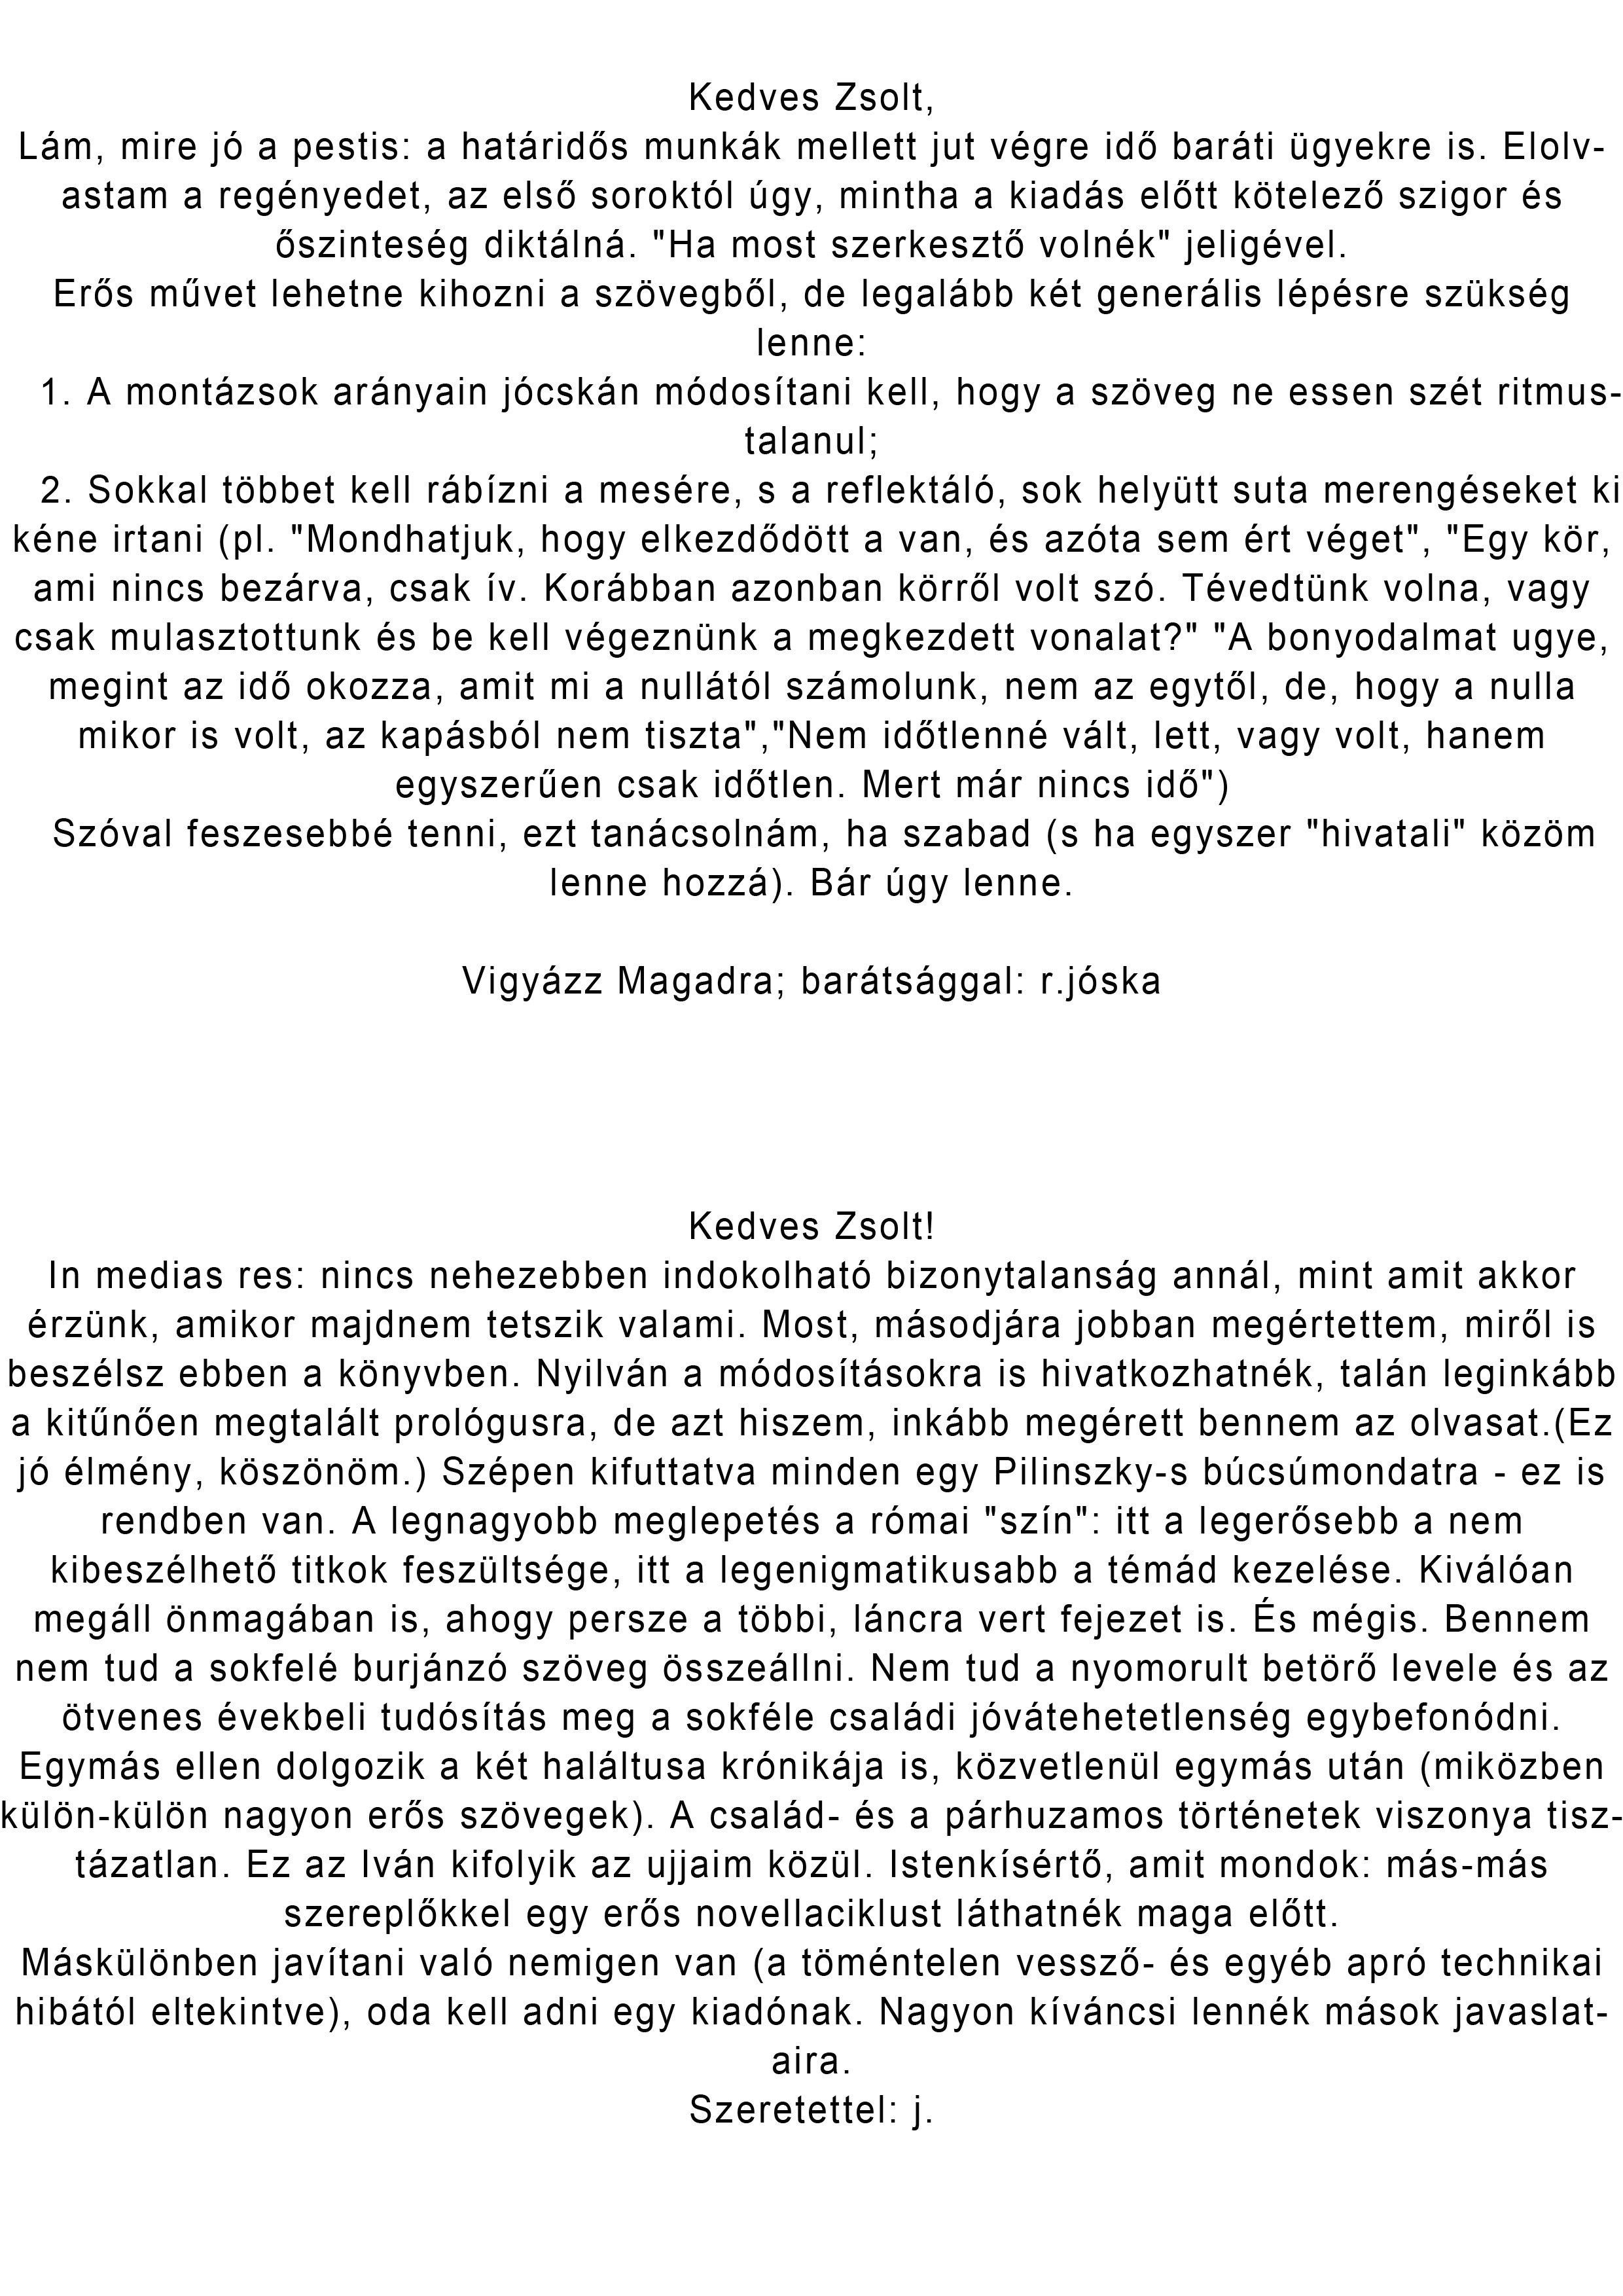 Kedves Zsolt,
Lám, mire jó a pestis: a határidős munkák mellett jut végre idő baráti ügyekre is. Elolv-
astam a regényedet, az első soroktól úgy, mintha a kiadás előtt kötelező szigor és
őszinteség diktálná. "Ha most szerkesztő volnék" jeligével.
Erős művet lehetne kihozni a szövegből, de legalább két generális lépésre szükség
lenne:
1. A montázsok arányain jócskán módosítani kell, hogy a szöveg ne essen szét ritmus-
talanul;
2. Sokkal többet kell rábízni a mesére, s a reflektáló, sok helyütt suta merengéseket ki
kéne irtani (pl. "Mondhatjuk, hogy elkezdődött a van, és azóta sem ért véget", "Egy kör,
ami nincs bezárva, csak ív. Korábban azonban körről volt szó. Tévedtünk volna, vagy
csak mulasztottunk és be kell végeznünk a megkezdett vonalat?" "A bonyodalmat ugye,
megint az idő okozza, amit mi a nullától számolunk, nem az egytől, de, hogy a nulla
mikor is volt, az kapásból nem tiszta","Nem időtlenné vált, lett, vagy volt, hanem
egyszerűen csak időtlen. Mert már nincs idő")
Szóval feszesebbé tenni, ezt tanácsolnám, ha szabad (s ha egyszer "hivatali" közöm
lenne hozzá). Bár úgy lenne.
Vigyázz Magadra; barátsággal: r.jóska
Kedves Zsolt!
In medias res: nincs nehezebben indokolható bizonytalanság annál, mint amit akkor
érzünk, amikor majdnem tetszik valami. Most, másodjára jobban megértettem, miről is
beszélsz ebben a könyvben. Nyilván a módosításokra is hivatkozhatnék, talán leginkább
a kitűnően megtalált prológusra, de azt hiszem, inkább megérett bennem az olvasat.(Ez
jó élmény, köszönöm.) Szépen kifuttatva minden egy Pilinszky-s búcsúmondatra - ez is
rendben van. A legnagyobb meglepetés a római "szín": itt a legerősebb a nem
kibeszélhető titkok feszültsége, itt a legenigmatikusabb a témád kezelése. Kiválóan
megáll önmagában is, ahogy persze a többi, láncra vert fejezet is. És mégis. Bennem
nem tud a sokfelé burjánzó szöveg összeállni. Nem tud a nyomorult betörő levele és az
ötvenes évekbeli tudósítás meg a sokféle családi jóvátehetetlenség egybefonódni.
Egymás ellen dolgozik a két haláltusa krónikája is, közvetlenül egymás után (miközben
külön-külön nagyon erős szövegek). A család- és a párhuzamos történetek viszonya tisz-
tázatlan. Ez az Iván kifolyik az ujjaim közül. Istenkísértő, amit mondok: más-más
szereplőkkel egy erős novellaciklust láthatnék maga előtt.
Máskülönben javítani való nemigen van (a töméntelen vessző- és egyéb apró technikai
hibától eltekintve), oda kell adni egy kiadónak. Nagyon kíváncsi lennék mások javaslat-
aira.
Szeretettel: j.